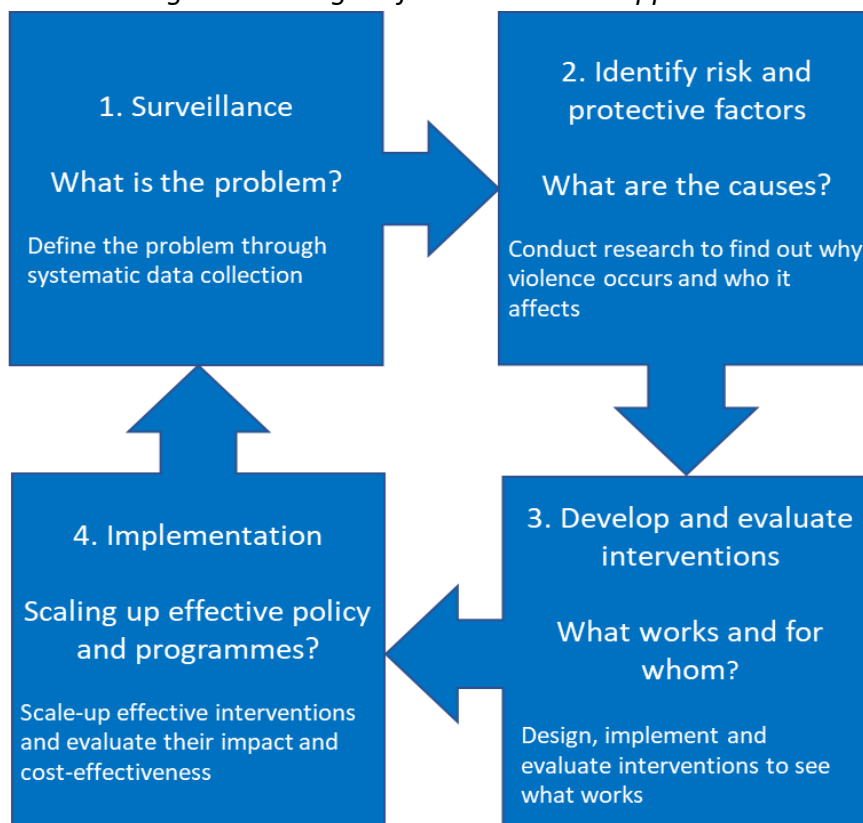 1. Surveillance
What is the problem?
Define the problem through
systematic data collection
2. Identify risk and
protective factors
What are the causes?
Conduct research to find out why
violence occurs and who it
affects
3. Develop and evaluate
interventions
What works and for
whom?
Design, implement and
evaluate interventions to see
what works
4. Implementation
Scaling up effective policy
and programmes?
Scale-up effective interventions
and evaluate their impact and
cost-effectiveness